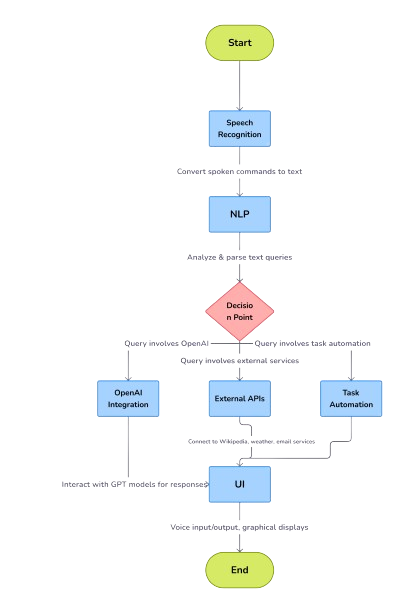 Start
Speech
Recognition
Convert spoken commands to text
NLP
Analyze & parse text queries
Decisio
n Point
Query involves OpenAI
Query involves task automation
Query involves external services
OpenAI
Integration
External APIs
Task
Automation
Connect to Wikipedia, weather, email services
Interact with GPT models for responses
UI
Voice input/output, graphical displays
End